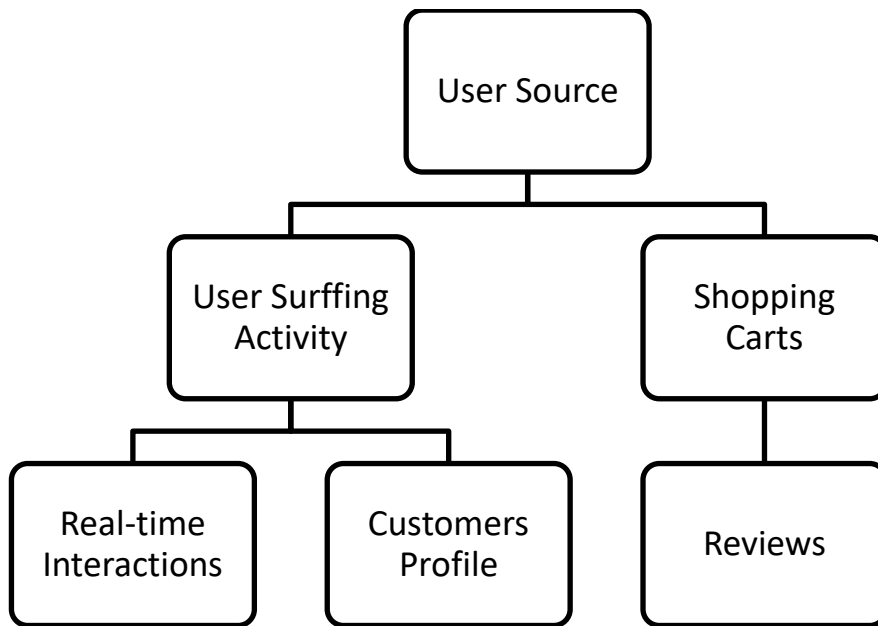 User Source
User Surffing
Activity
Shopping
Carts
Real-time
Interactions
Customers
Profile
Reviews